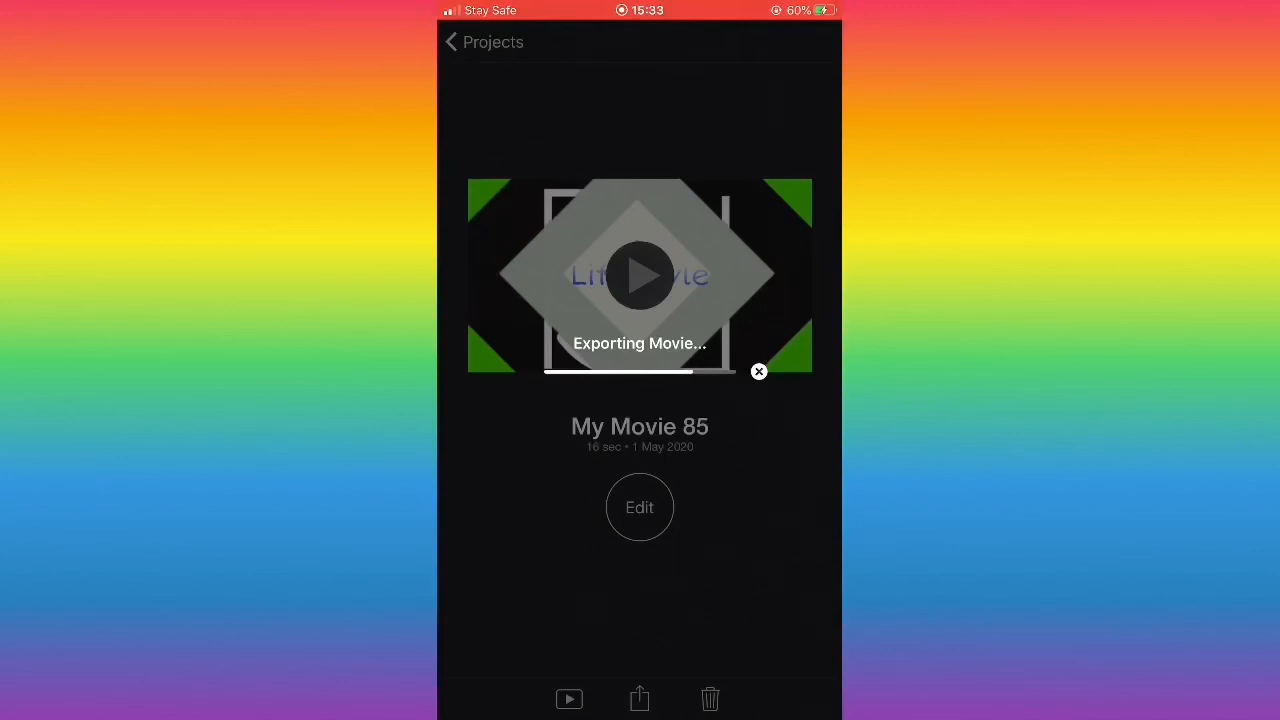 Stay Safe 15:33 60%
Projects
Exporting Movie...
My Movie 85
16 sec • 1 May 2020
Edit